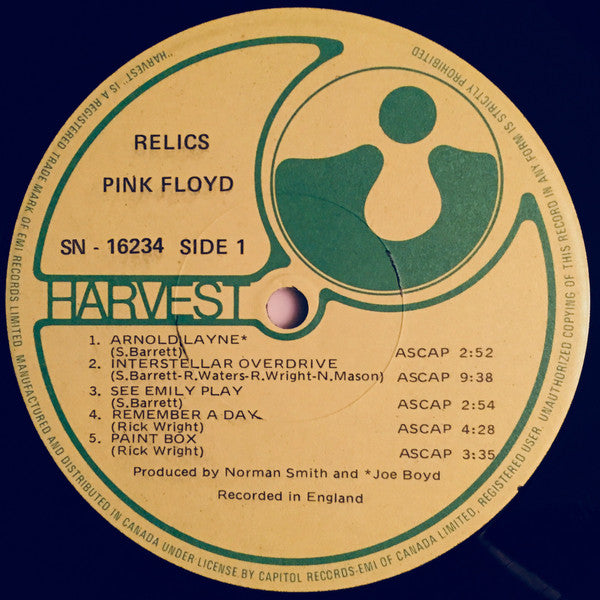 RELICS
PINK FLOYD
SN - 16234 SIDE 1
HARVEST
1. ARNOLD LAYNE*
(S.Barrett) ASCAP 2:52
2. INTERSTELLAR OVERDRIVE
(S.Barrett-R.Waters-R.Wright-N.Mason) ASCAP 9:38
3. SEE EMILY PLAY
(S.Barrett) ASCAP 2:54
4. REMEMBER A DAY
(Rick Wright) ASCAP 4:28
5. PAINT BOX
(Rick Wright) ASCAP 3:35
Produced by Norman Smith and *Joe Boyd
Recorded in England
"HARVEST" IS A REGISTERED TRADE MARK OF EMI RECORDS LIMITED. MANUFACTURED AND DISTRIBUTED IN CANADA UNDER LICENSE BY CAPITOL RECORDS-EMI OF CANADA LIMITED, REGISTERED USER. UNAUTHORIZED COPYING OF THIS RECORD IN ANY FORM IS STRICTLY PROHIBITED